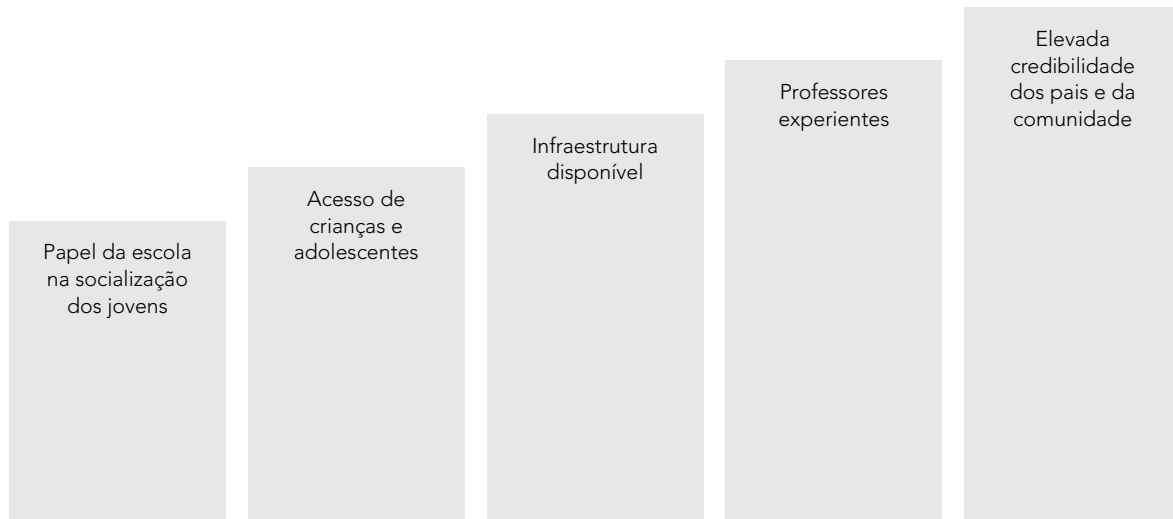 Papel da escola
na socialização
dos jovens
Acesso de
crianças e
adolescentes
Infraestrutura
disponível
Professores
experientes
Elevada
credibilidade
dos pais e da
comunidade